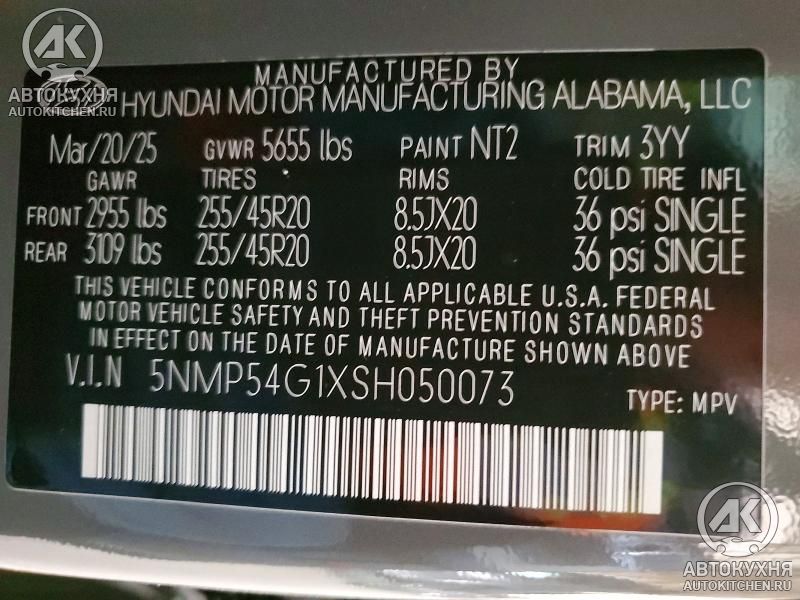 АК
АВТОКУХНЯ
AUTOKITCHEN.RU
MANUFACTURED BY
HYUNDAI MOTOR MANUFACTURING ALABAMA, LLC
Mar/20/25 GVWR 5655 lbs PAINT NT2 TRIM 3YY
GAWR TIRES RIMS COLD TIRE INFL
FRONT 2955 lbs 255/45R20 8.5JX20 36 psi SINGLE
REAR 3109 lbs 255/45R20 8.5JX20 36 psi SINGLE
THIS VEHICLE CONFORMS TO ALL APPLICABLE U.S.A. FEDERAL
MOTOR VEHICLE SAFETY AND THEFT PREVENTION STANDARDS
IN EFFECT ON THE DATE OF MANUFACTURE SHOWN ABOVE.
V.I.N 5NMP54G1XSH050073
TYPE: MPV
АК
АВТОКУХНЯ
AUTOKITCHEN.RU